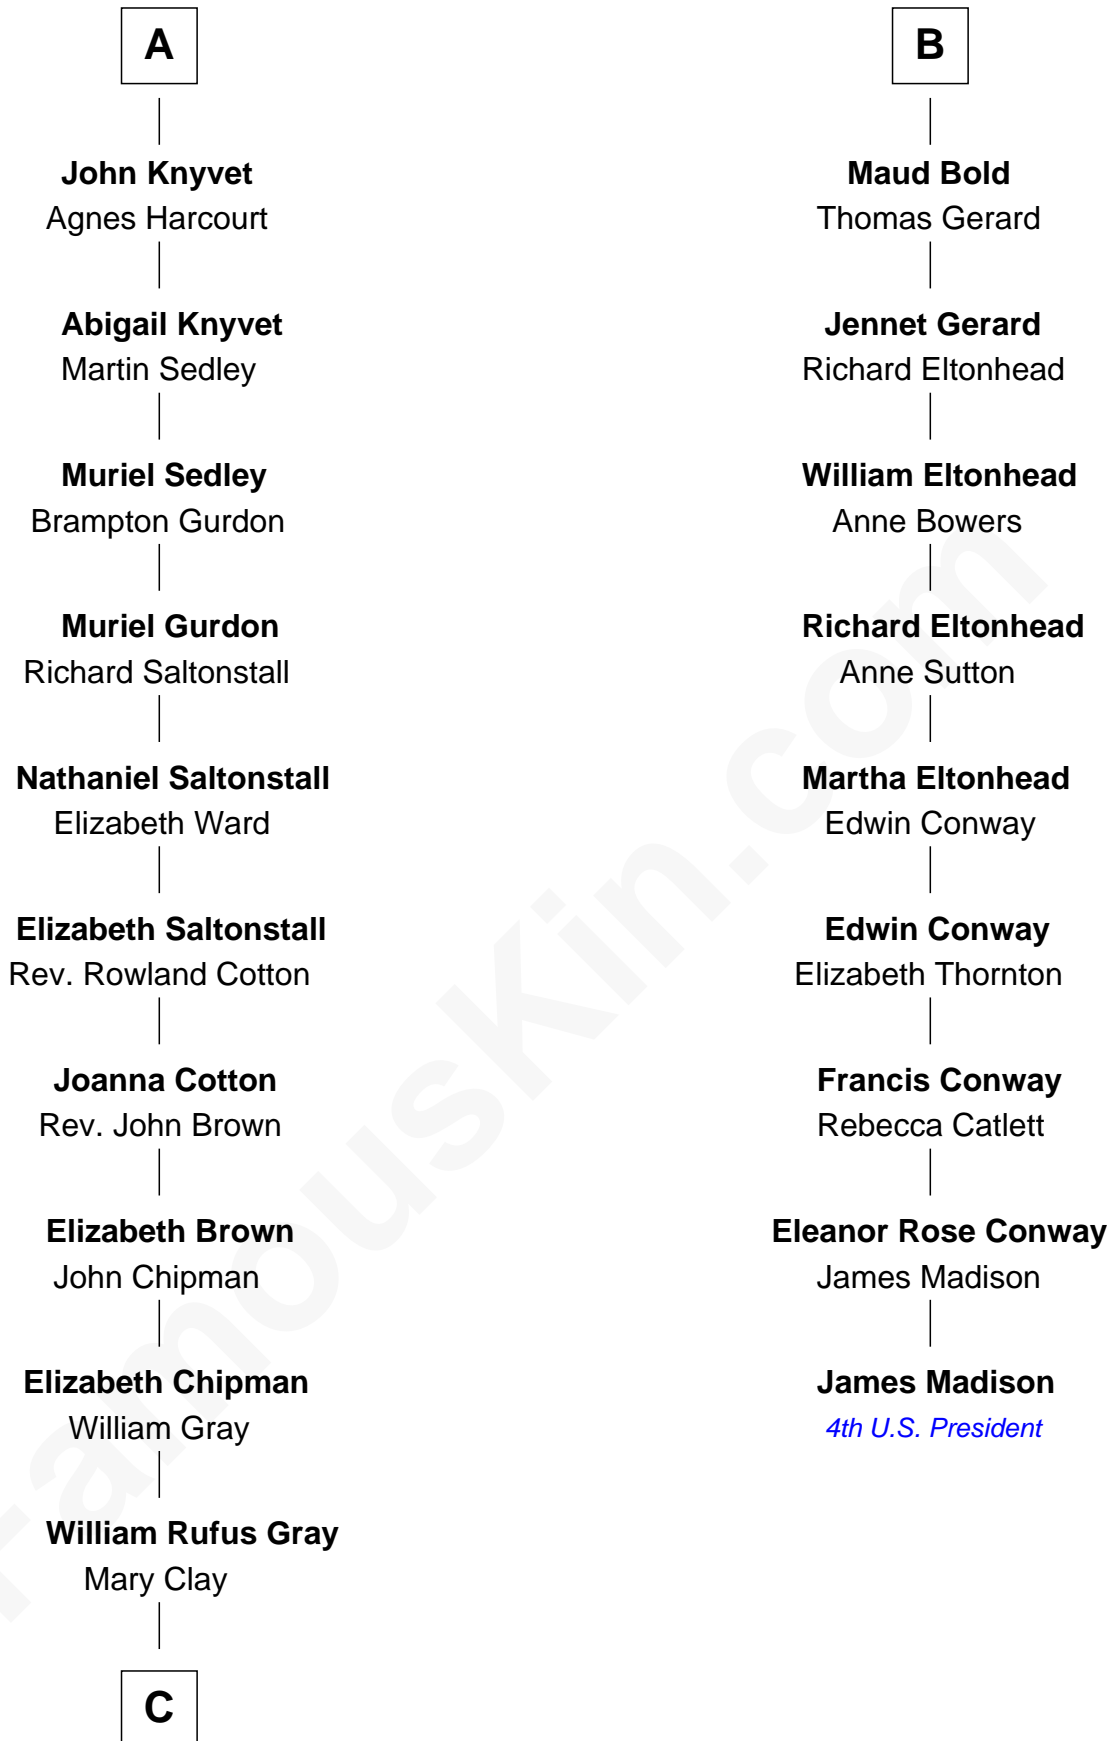 A
John Knyvet
Agnes Harcourt
Abigail Knyvet
Martin Sedley
Muriel Sedley
Brampton Gurdon
Muriel Gurdon
Richard Saltonstall
Nathaniel Saltonstall
Elizabeth Ward
Elizabeth Saltonstall
Rev. Rowland Cotton
Joanna Cotton
Rev. John Brown
Elizabeth Brown
John Chipman
Elizabeth Chipman
William Gray
William Rufus Gray
Mary Clay
C
B
Maud Bold
Thomas Gerard
Jennet Gerard
Richard Eltonhead
William Eltonhead
Anne Bowers
Richard Eltonhead
Anne Sutton
Martha Eltonhead
Edwin Conway
Edwin Conway
Elizabeth Thornton
Francis Conway
Rebecca Catlett
Eleanor Rose Conway
James Madison
James Madison
4th U.S. President
FamousKin.com